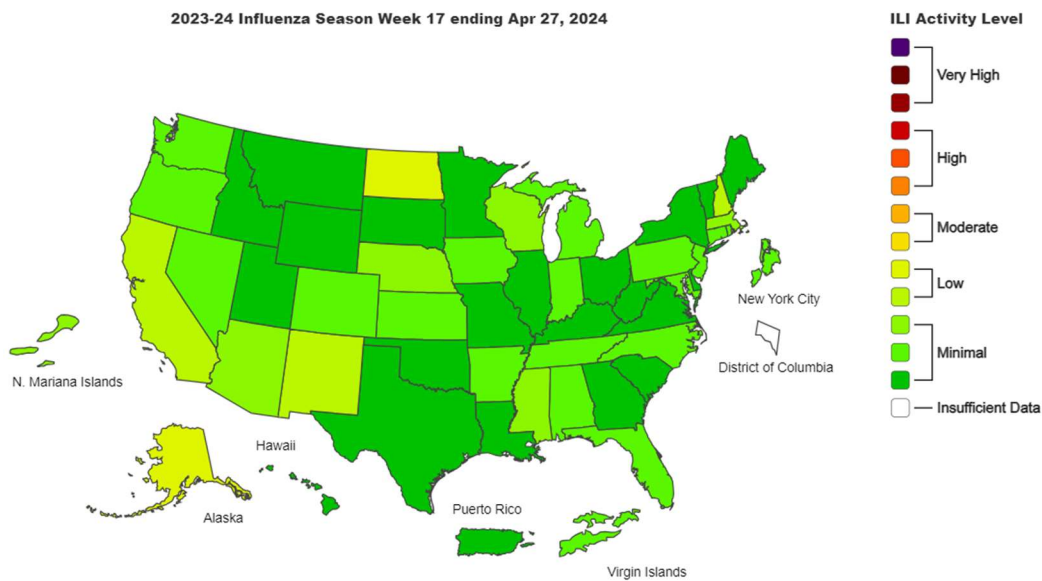 2023-24 Influenza Season Week 17 ending Apr 27, 2024
ILI Activity Level
Very High
High
Moderate
Low
Minimal
Insufficient Data
New York City
District of Columbia
N. Mariana Islands
Hawaii
Alaska
Puerto Rico
Virgin Islands